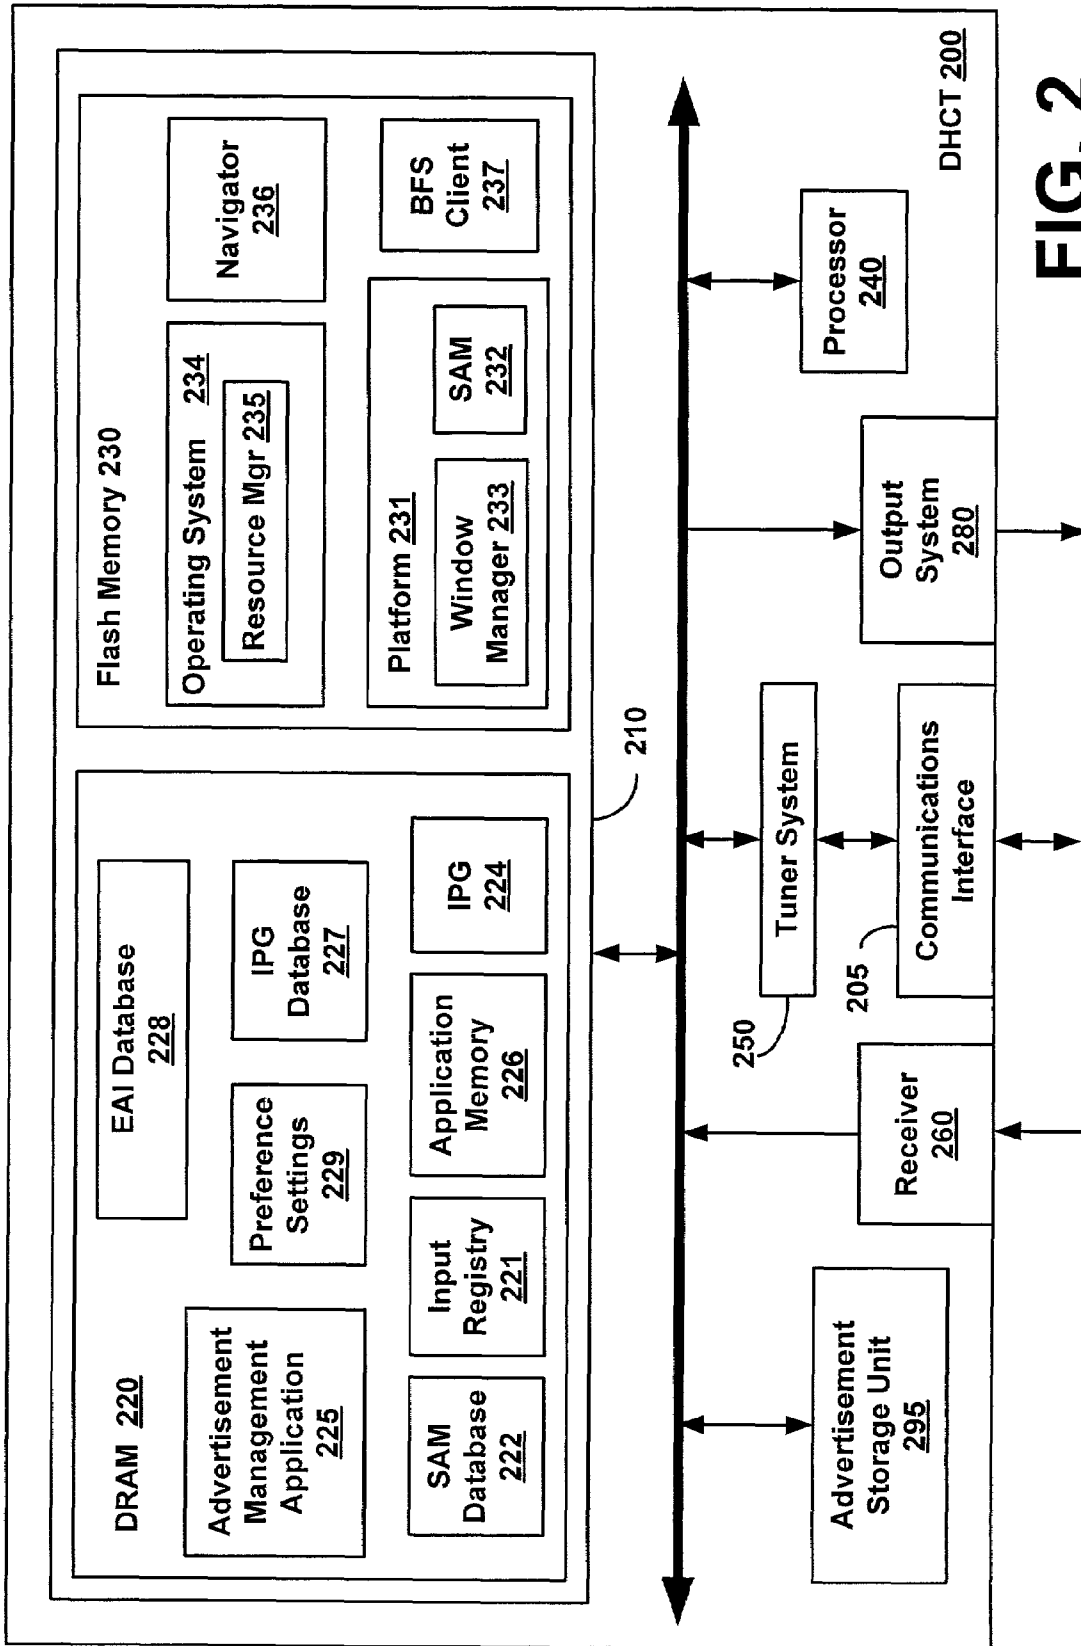 DRAM 220
EAI Database
228
Advertisement
Management
Application
225
Preference
Settings
229
IPG
Database
227
SAM
Database
222
Input
Registry
221
Application
Memory
226
IPG
224
Flash Memory 230
Operating System 234
Resource Mgr 235
Navigator
236
Platform 231
Window
Manager 233
SAM
232
BFS
Client
237
210
Advertisement
Storage Unit
295
Receiver
260
250
Tuner System
205
Communications
Interface
Output
System
280
Processor
240
DHCT 200
FIG. 2